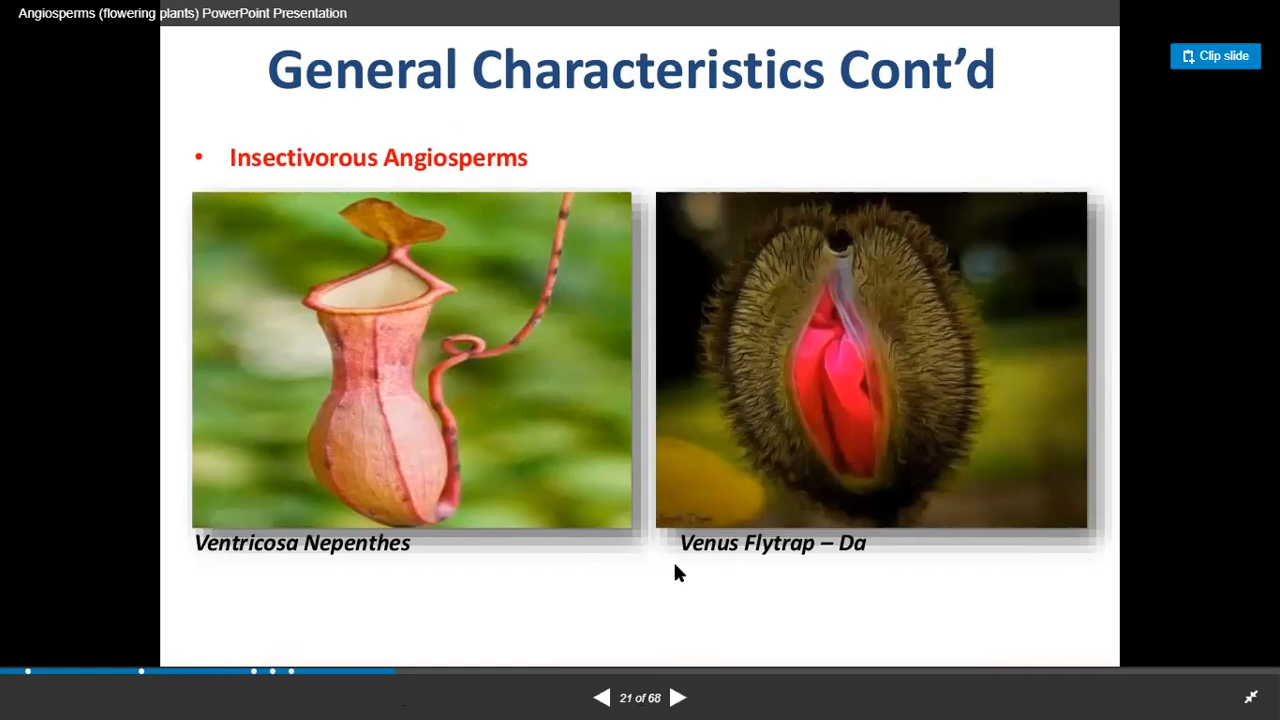 Angiosperms (flowering plants) PowerPoint Presentation
Clip slide
General Characteristics Cont’d
• Insectivorous Angiosperms
Ventricosa Nepenthes
Venus Flytrap – Da
21 of 68